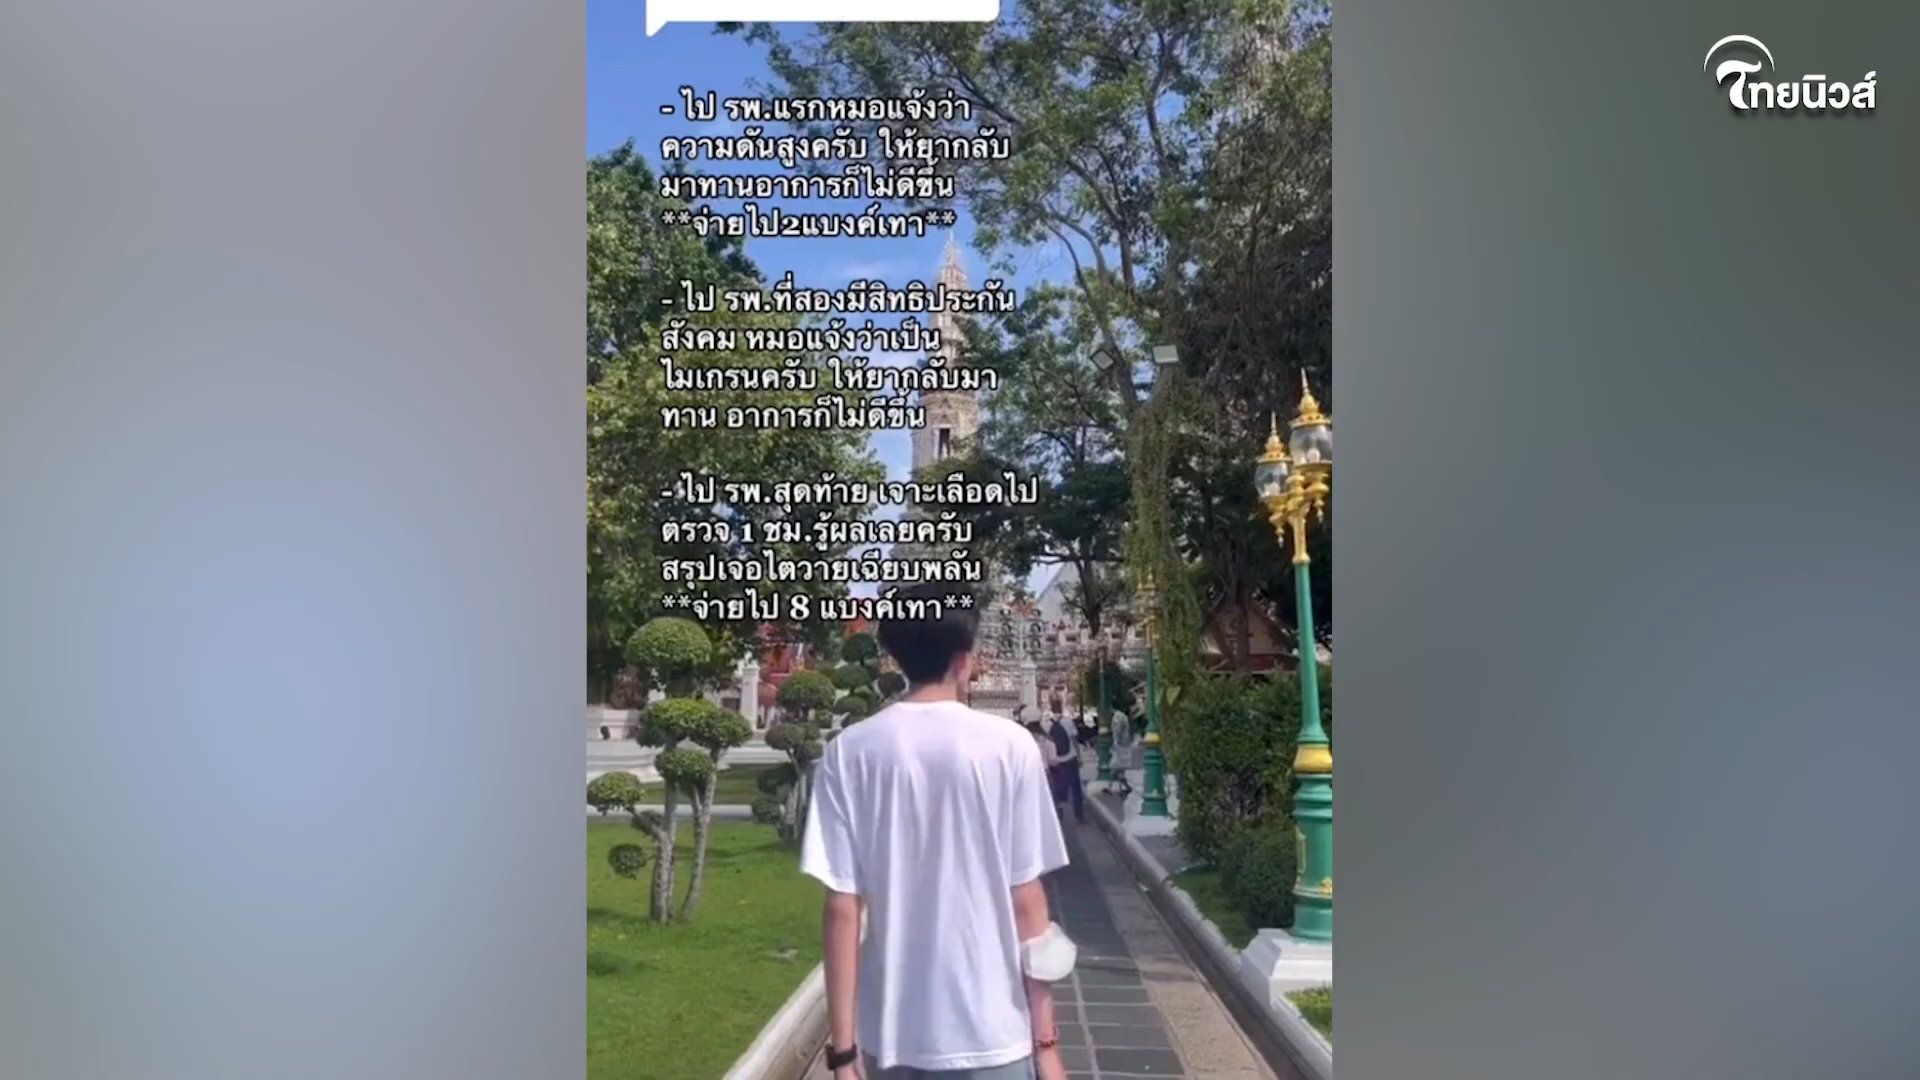 ไทยนิวส์
- ไป รพ.แรกหมอแจ้งว่า
ความดันสูงครับ ให้ยากลับ
มาทานอาการก็ไม่ดีขึ้น
**จ่ายไป2แบงค์เทา**
- ไป รพ.ที่สองมีสิทธิประกัน
สังคม หมอแจ้งว่าเป็น
ไมเกรนครับ ให้ยากลับมา
ทาน อาการก็ไม่ดีขึ้น
- ไป รพ.สุดท้าย เจาะเลือดไป
ตรวจ 1 ชม.รู้ผลเลยครับ
สรุปเจอไตวายเฉียบพลัน
**จ่ายไป 8 แบงค์เทา**